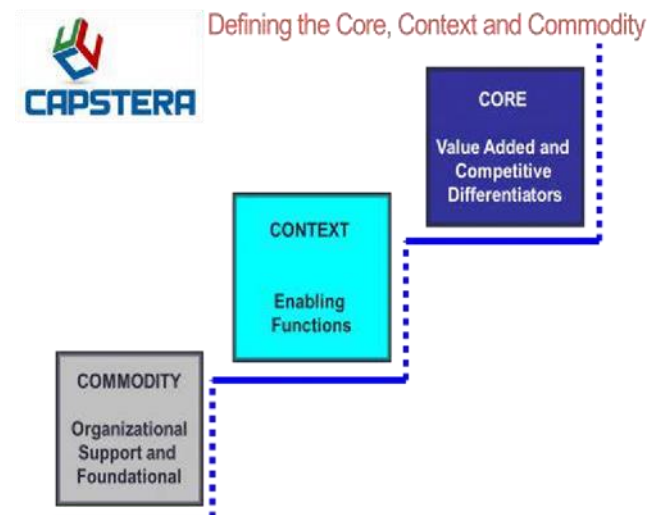 Defining the Core, Context and Commodity
CAPSTERA
CORE
Value Added and
Competitive
Differentiators
CONTEXT
Enabling
Functions
COMMODITY
Organizational
Support and
Foundational